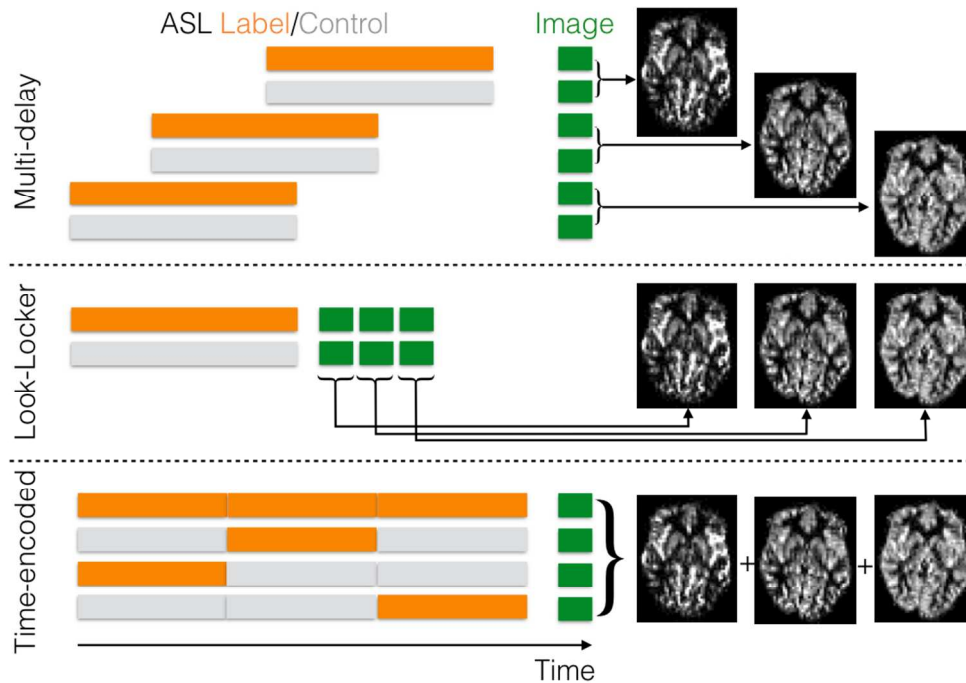 ASL Label/Control
Image
Multi-delay
Look-Locker
Time-encoded
+
+
Time